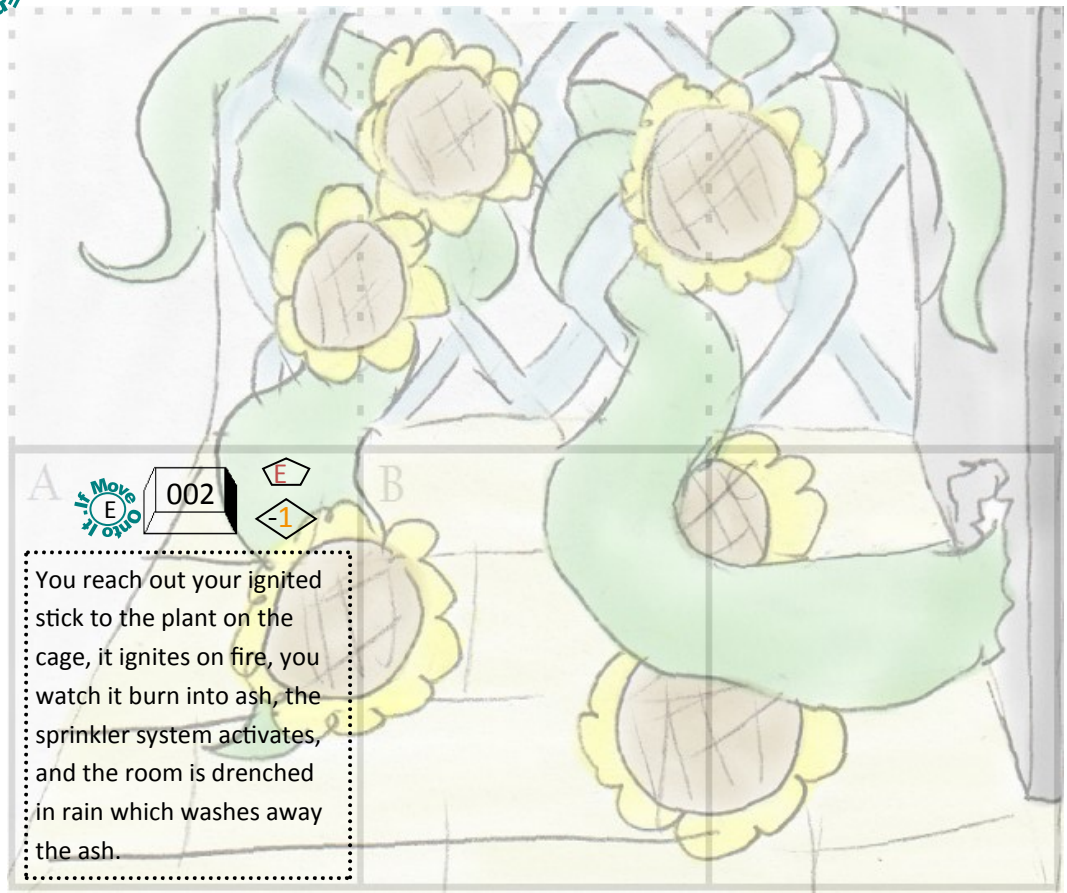 A
B
C
If Move Onto It.
E
002
E
-1
You reach out your ignited
stick to the plant on the
cage, it ignites on fire, you
watch it burn into ash, the
sprinkler system activates,
and the room is drenched
in rain which washes away
the ash.